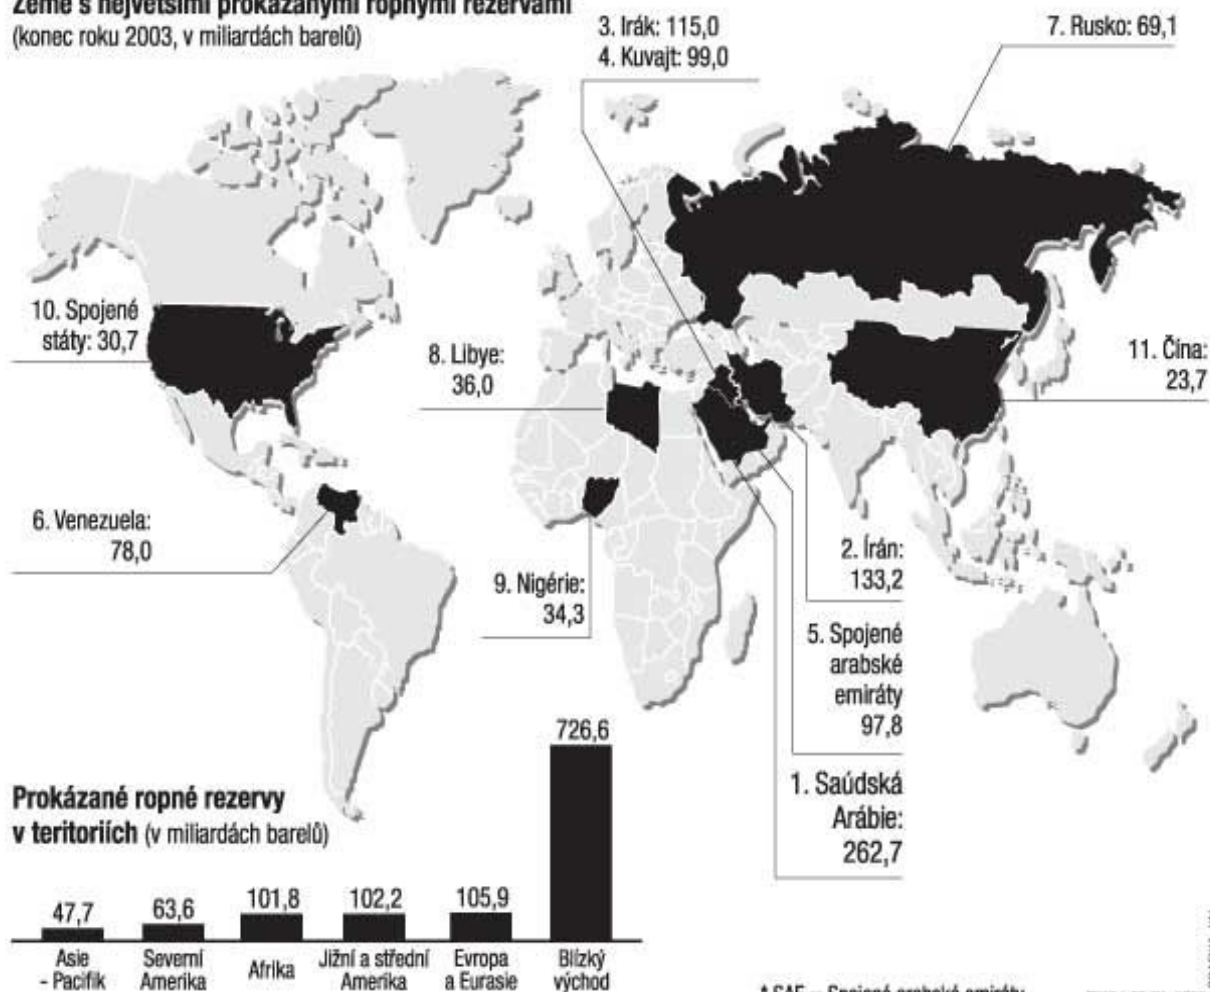 Země s největšími prokázanými ropnými rezervami
(konec roku 2003, v miliardách barelů)
3. Irák: 115,0
4. Kuvajt: 99,0
7. Rusko: 69,1
10. Spojené
státy: 30,7
8. Libye:
36,0
11. Čína:
23,7
6. Venezuela:
78,0
9. Nigérie:
34,3
2. Írán:
133,2
5. Spojené
arabské
emiráty
97,8
1. Saúdská
Arábie:
262,7
Prokázané ropné rezervy
v teritoriích (v miliardách barelů)
47,7
63,6
101,8
102,2
105,9
726,6
Asie
- Pacifik
Severní
Amerika
Afrika
Jižní a střední
Amerika
Evropa
a Eurasie
Blízký
východ
* SAE – Spojené arabské emiráty